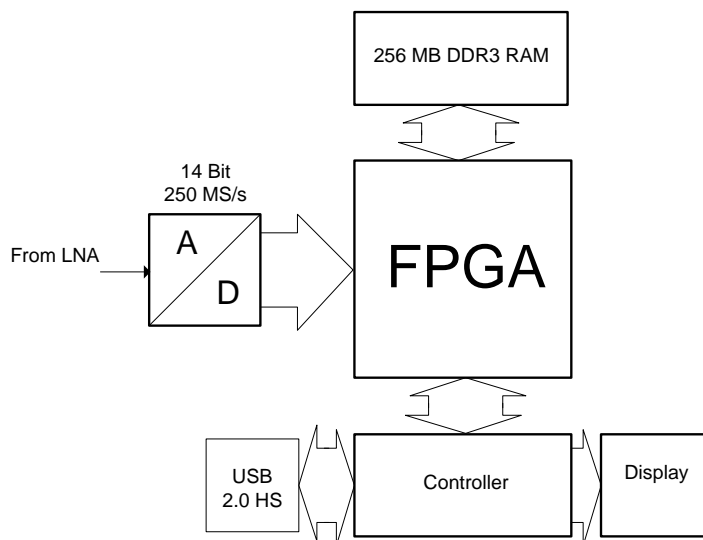 256 MB DDR3 RAM
14 Bit
250 MS/s
From LNA
A
D
FPGA
USB
2.0 HS
Controller
Display